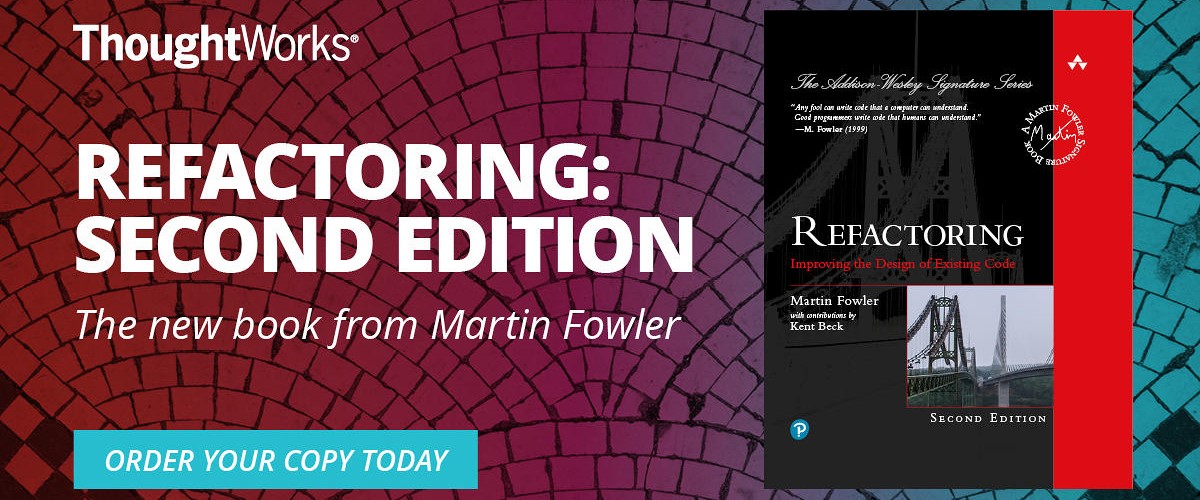 ThoughtWorks®
REFACTORING:
SECOND EDITION
The new book from Martin Fowler
ORDER YOUR COPY TODAY
The Addison-Wesley Signature Series
"Any fool can write code that a computer can understand.
Good programmers write code that humans can understand."
—M. Fowler (1999)
A MARTIN FOWLER SIGNATURE BOOK
Martin
REFACTORING
Improving the Design of Existing Code
Martin Fowler
with contributions by
Kent Beck
SECOND EDITION
P